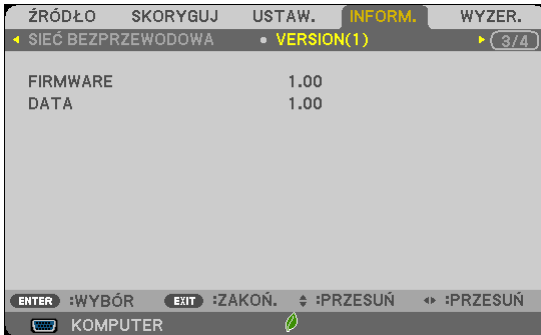 ŹRÓDŁO SKORYGUJ USTAW. INFORM. WYZER.
SIEĆ BEZPRZEWODOWA VERSION(1) 3/4
FIRMWARE 1.00
DATA 1.00
ENTER :WYBÓR EXIT :ZAKOŃ. :PRZESUŃ :PRZESUŃ
KOMPUTER